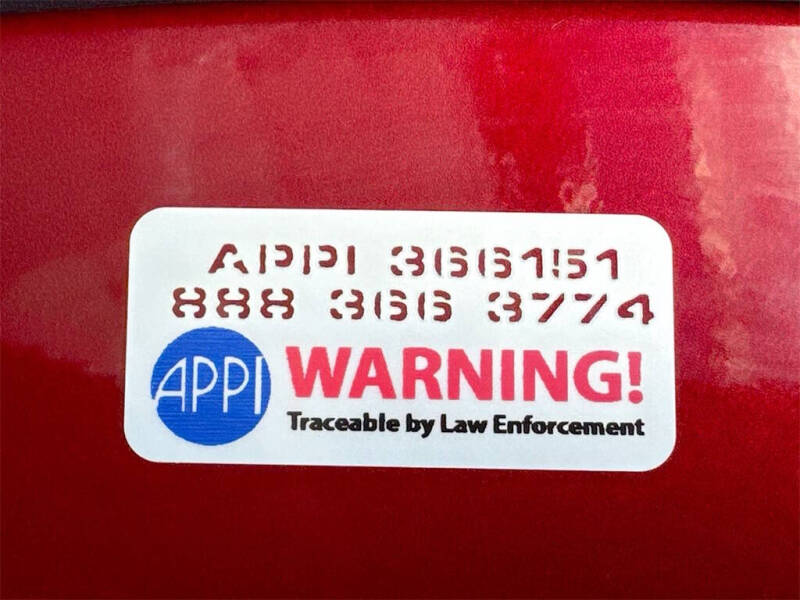 APPI 366151
888 366 3774
APPI WARNING!
Traceable by Law Enforcement